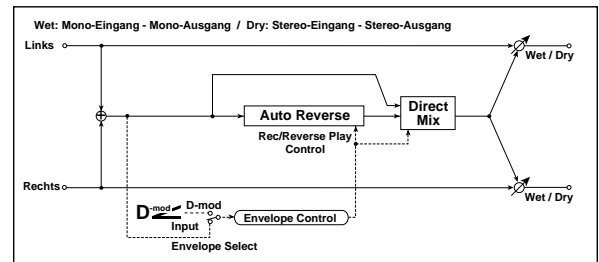 Wet: Mono-Eingang - Mono-Ausgang / Dry: Stereo-Eingang - Stereo-Ausgang
Links
Wet / Dry
Auto Reverse
Direct
Mix
Rec/Reverse Play
Control
Rechts
Wet / Dry
D-mod
D-mod
Input
Envelope Control
Envelope Select